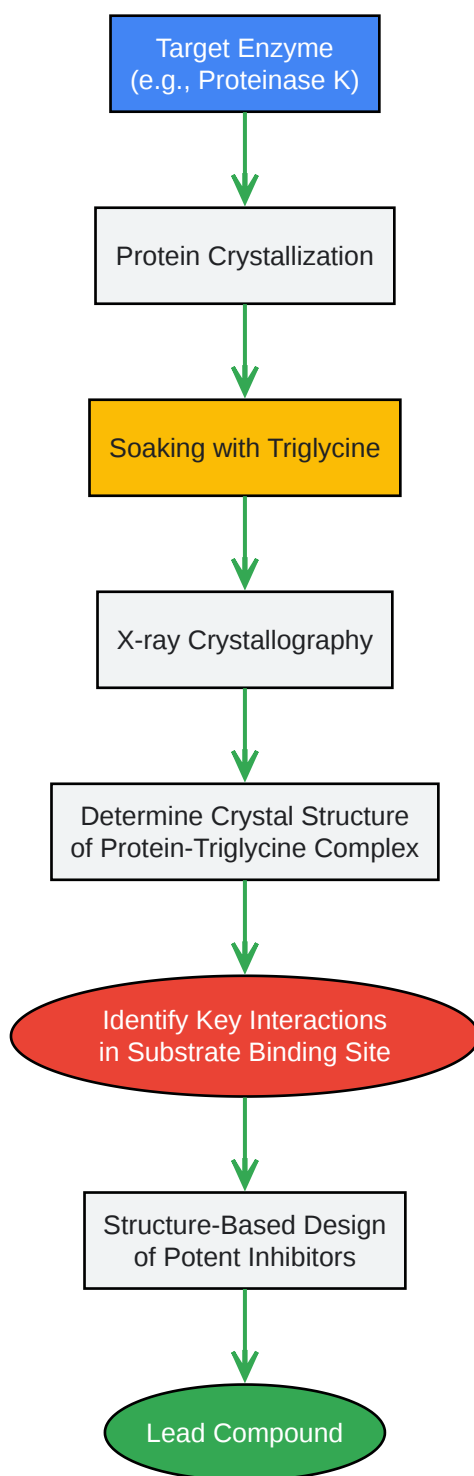 Target Enzyme
(e.g., Proteinase K)
Protein Crystallization
Soaking with Triglycine
X-ray Crystallography
Determine Crystal Structure
of Protein-Triglycine Complex
Identify Key Interactions
in Substrate Binding Site
Structure-Based Design
of Potent Inhibitors
Lead Compound